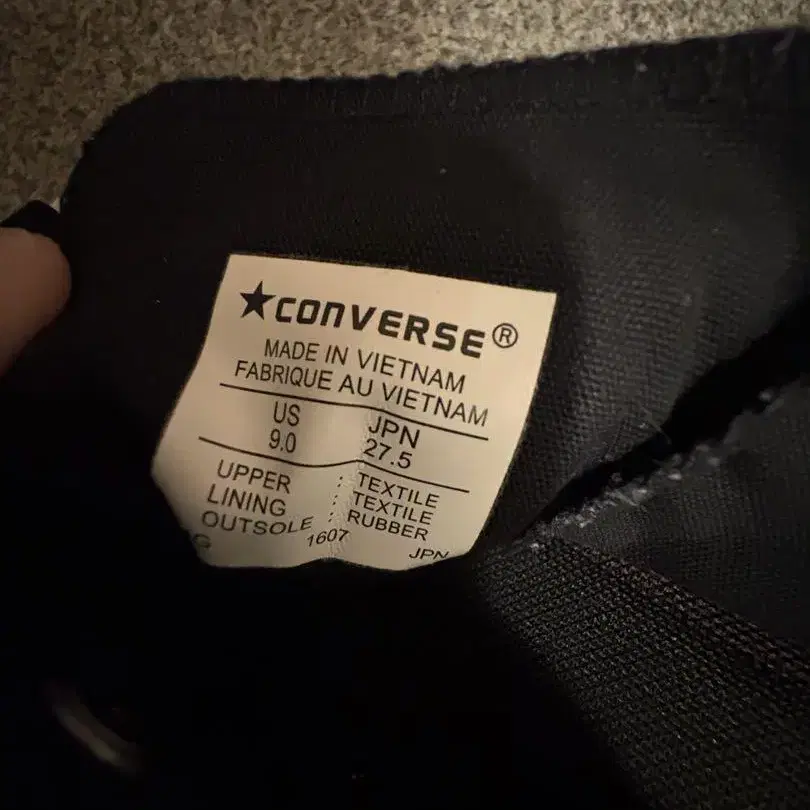 ★CONVERSE®
MADE IN VIETNAM
FABRIQUE AU VIETNAM
US JPN
9.0 27.5
UPPER : TEXTILE
LINING : TEXTILE
OUTSOLE : RUBBER
1607 JPN